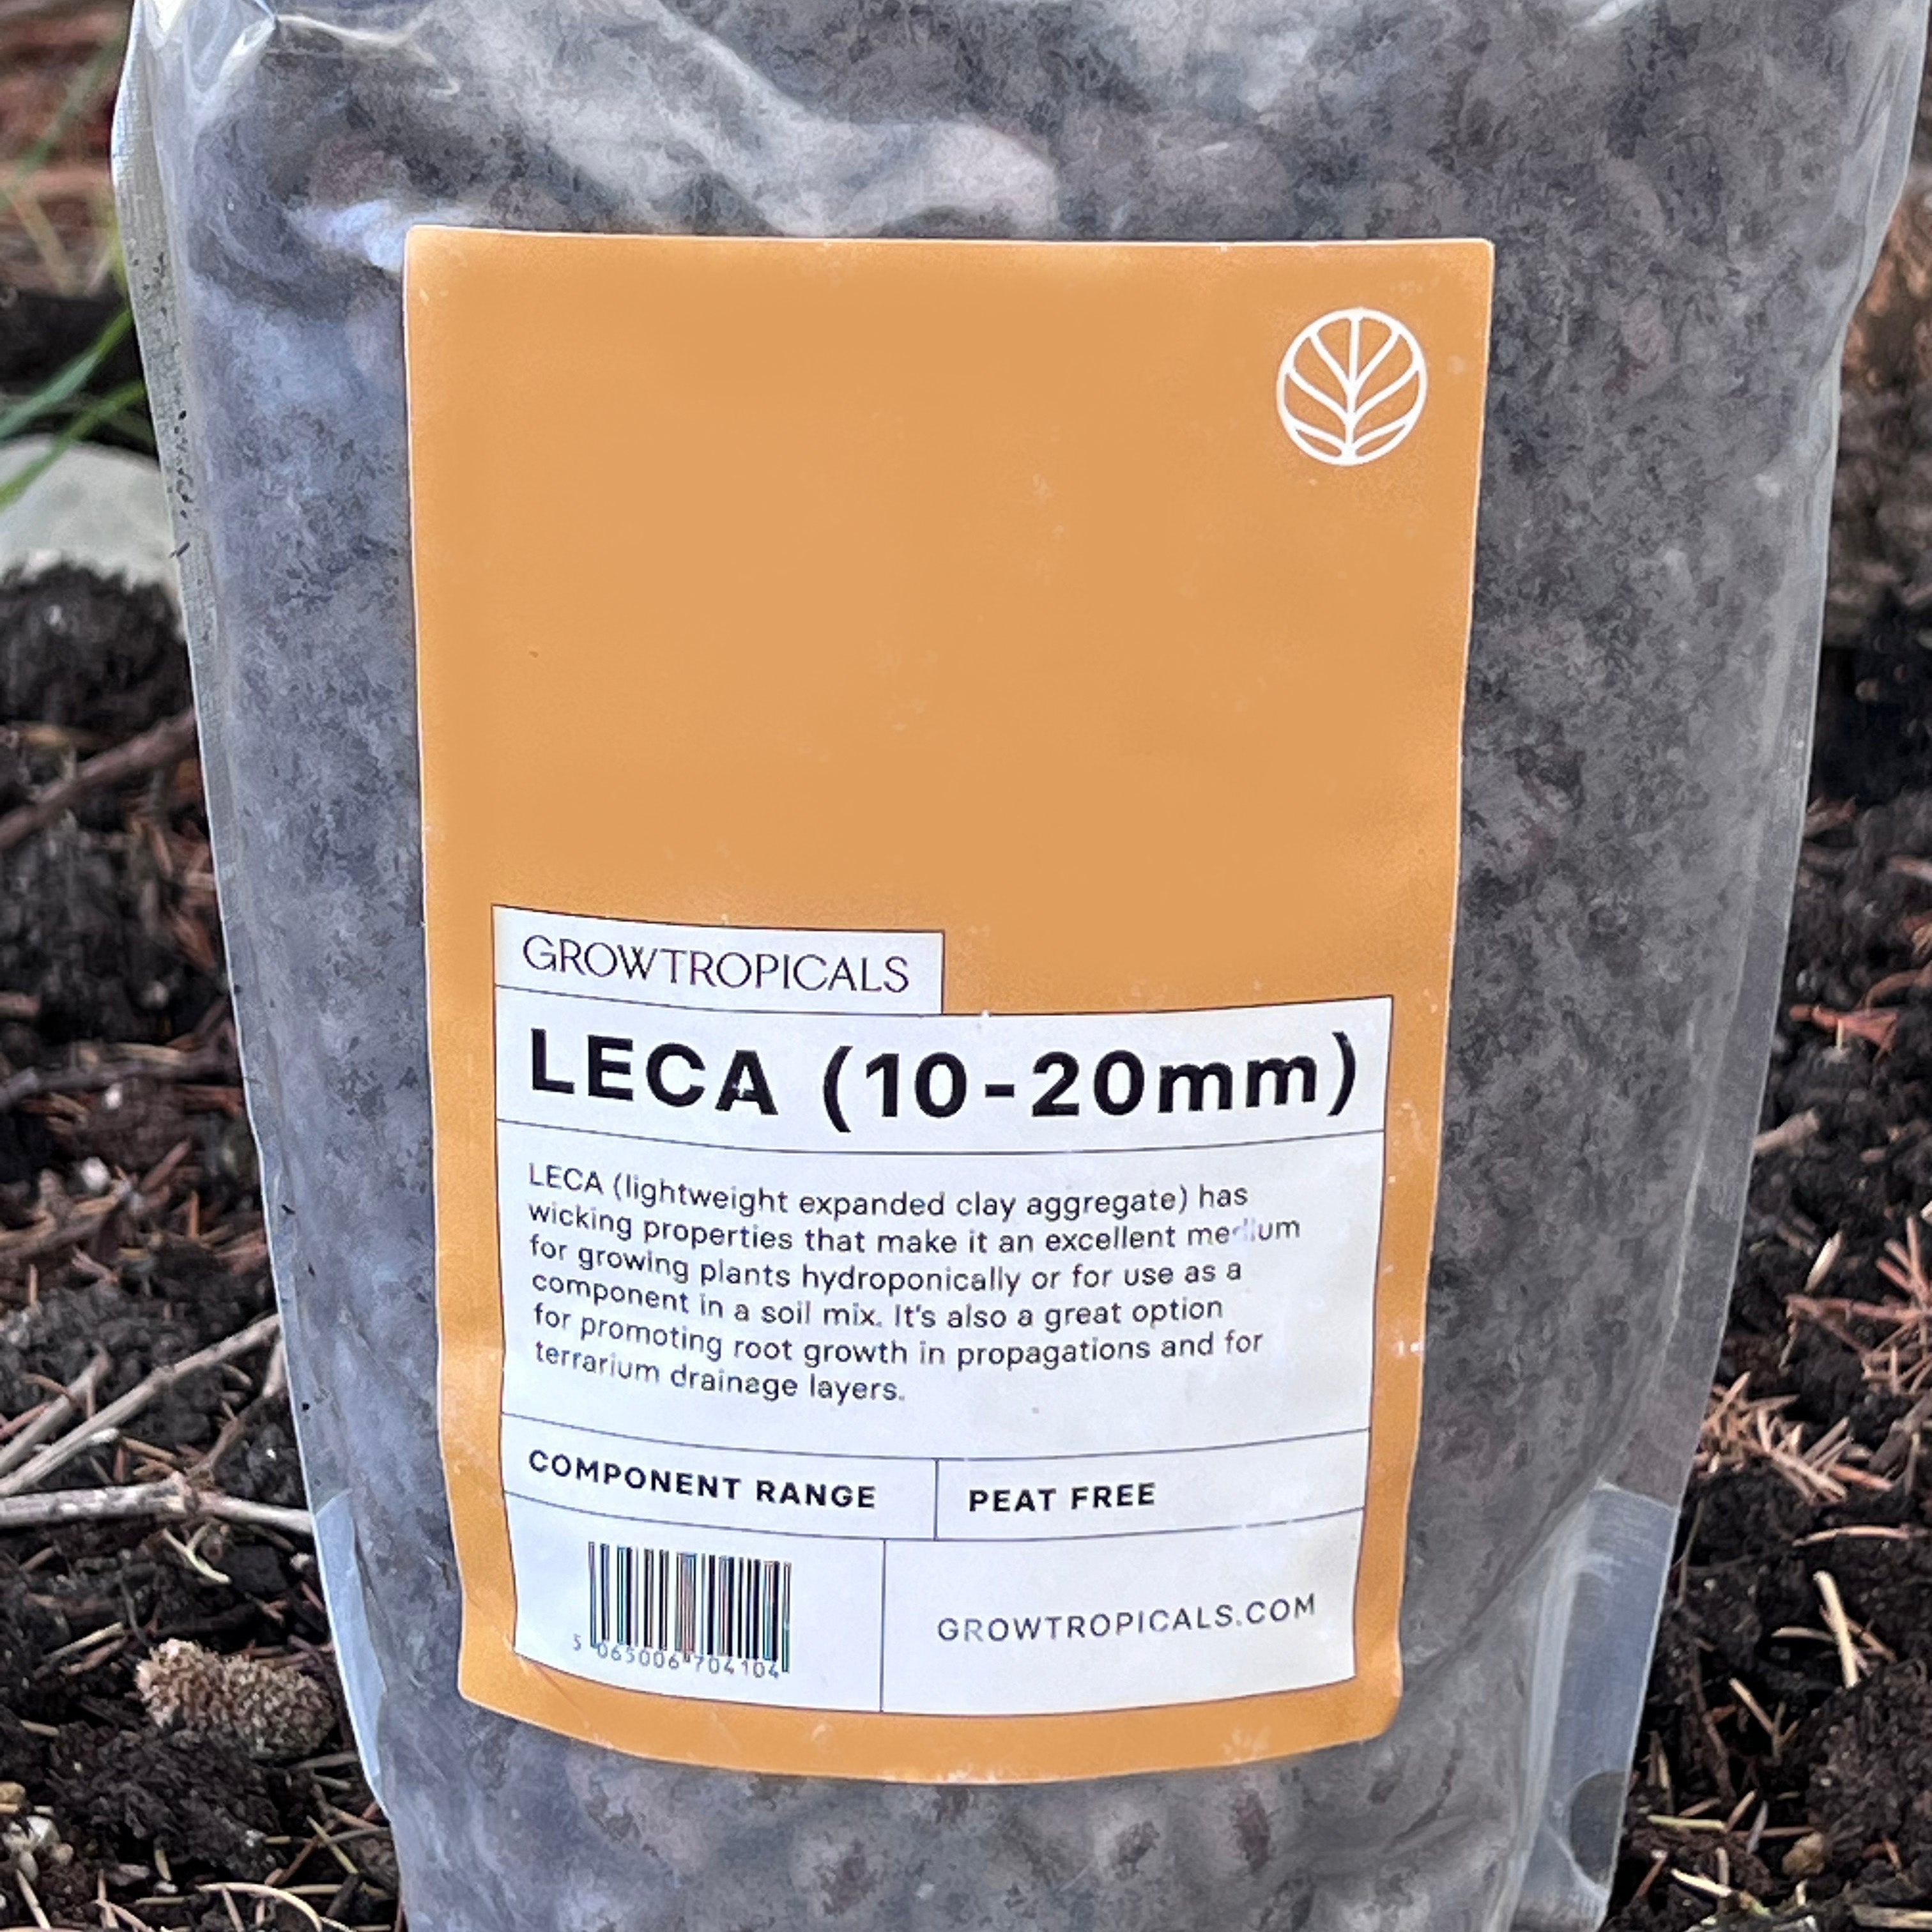 GROWTROPICALS
LECA (10-20mm)
LECA (lightweight expanded clay aggregate) has
wicking properties that make it an excellent medium
for growing plants hydroponically or for use as a
component in a soil mix. It's also a great option
for promoting root growth in propagations and for
terrarium drainage layers.
COMPONENT RANGE
PEAT FREE
5 065006 704104
GROWTROPICALS.COM